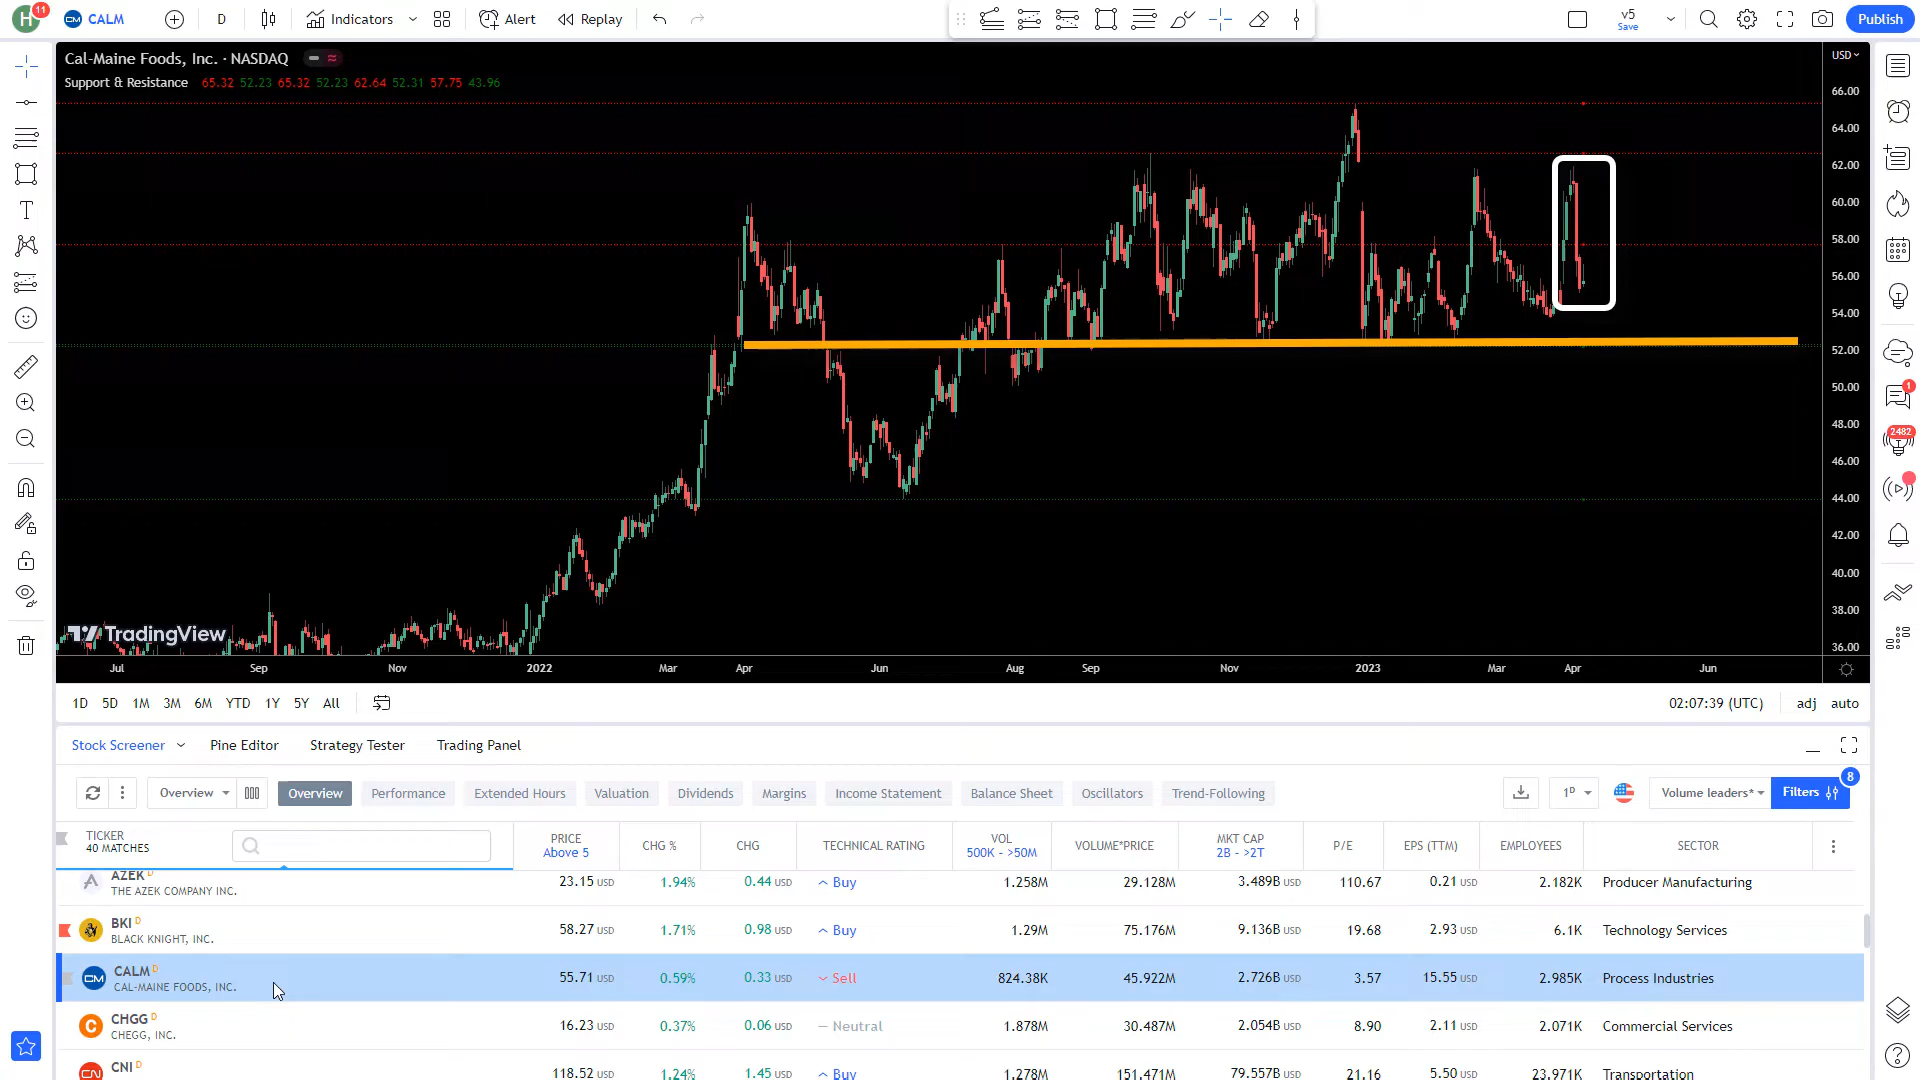 H 11 CM CALM D Indicators Alert Replay v5 Save Publish
Cal-Maine Foods, Inc. · NASDAQ
Support & Resistance 65.32 52.23 65.32 52.23 62.64 52.31 57.75 43.96
USD
66.00
64.00
62.00
60.00
58.00
56.00
54.00
52.00
50.00
48.00
46.00
44.00
42.00
40.00
38.00
36.00
1
2482
TradingView
Jul Sep Nov 2022 Mar Apr Jun Aug Sep Nov 2023 Mar Apr Jun
1D 5D 1M 3M 6M YTD 1Y 5Y All 02:07:39 (UTC) adj auto
Stock Screener Pine Editor Strategy Tester Trading Panel
Overview Overview Performance Extended Hours Valuation Dividends Margins Income Statement Balance Sheet Oscillators Trend-Following 1D Volume leaders* Filters 8
TICKER PRICE CHG % CHG TECHNICAL RATING VOL VOLUME*PRICE MKT CAP P/E EPS (TTM) EMPLOYEES SECTOR
40 MATCHES Above 5 500K - >50M 2B - >2T
AZEK D 23.15 USD 1.94% 0.44 USD Buy 1.258M 29.128M 3.489B USD 110.67 0.21 USD 2.182K Producer Manufacturing
THE AZEK COMPANY INC.
BKI D 58.27 USD 1.71% 0.98 USD Buy 1.29M 75.176M 9.136B USD 19.68 2.93 USD 6.1K Technology Services
BLACK KNIGHT, INC.
CM CALM D 55.71 USD 0.59% 0.33 USD Sell 824.38K 45.922M 2.726B USD 3.57 15.55 USD 2.985K Process Industries
CAL-MAINE FOODS, INC.
C CHGG D 16.23 USD 0.37% 0.06 USD Neutral 1.878M 30.487M 2.054B USD 8.90 2.11 USD 2.071K Commercial Services
CHEGG, INC.
CN CNI D 118.52 USD 1.24% 1.45 USD Buy 1.278M 151.471M 79.557B USD 21.16 5.50 USD 23.971K Transportation